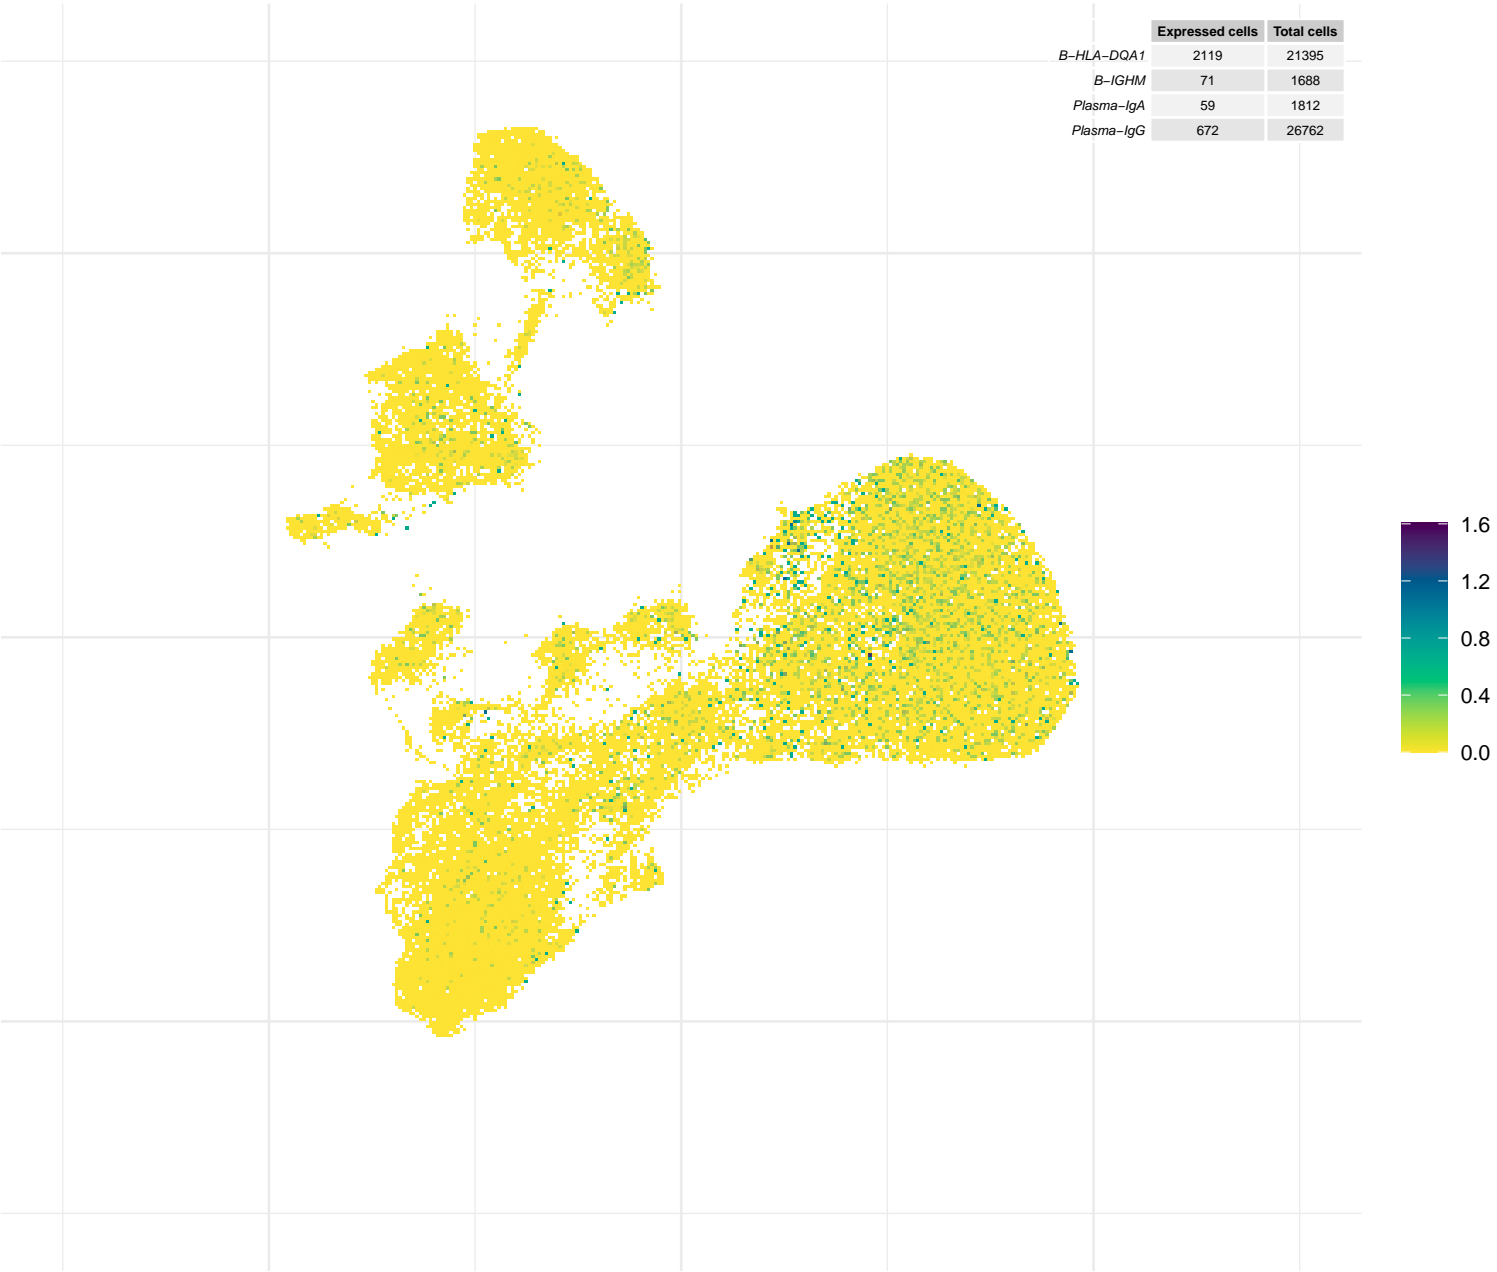 Expressed cells Total cells
B−HLA−DQA1 2119 21395
B−IGHM 71 1688
Plasma−IgA 59 1812
Plasma−IgG 672 26762
1.6
1.2
0.8
0.4
0.0